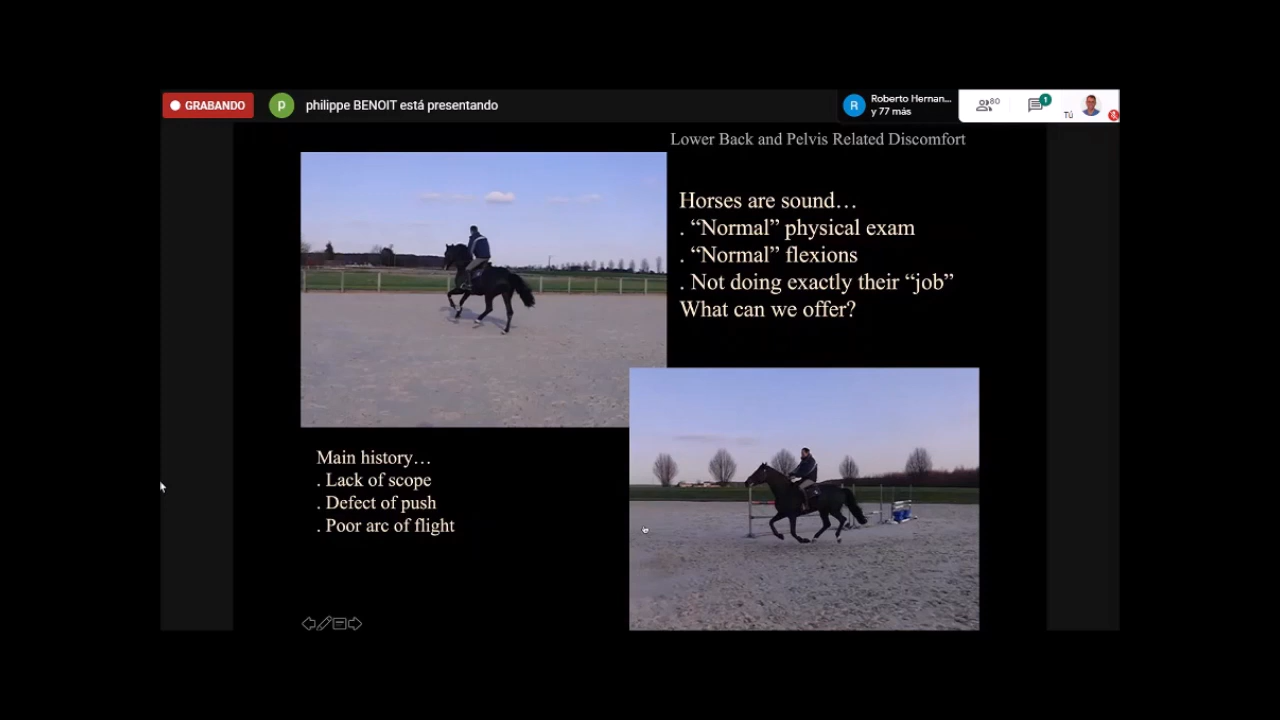 GRABANDO
p
philippe BENOIT está presentando
R
Roberto Hernan...
y 77 más
80
1
Tú
Lower Back and Pelvis Related Discomfort
Horses are sound…
. “Normal” physical exam
. “Normal” flexions
. Not doing exactly their “job”
What can we offer?
Main history…
. Lack of scope
. Defect of push
. Poor arc of flight